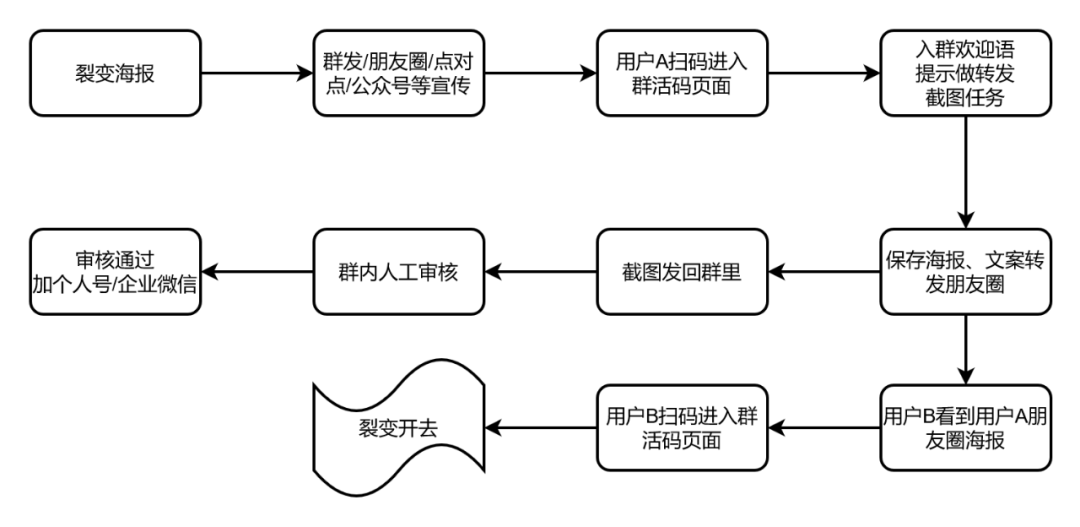 裂变海报
群发/朋友圈/点对
点/公众号等宣传
用户A扫码进入
群活码页面
入群欢迎语
提示做转发
截图任务
保存海报、文案转
发朋友圈
截图发回群里
群内人工审核
审核通过
加个人号/企业微信
用户B看到用户A朋
友圈海报
用户B扫码进入群
活码页面
裂变开去